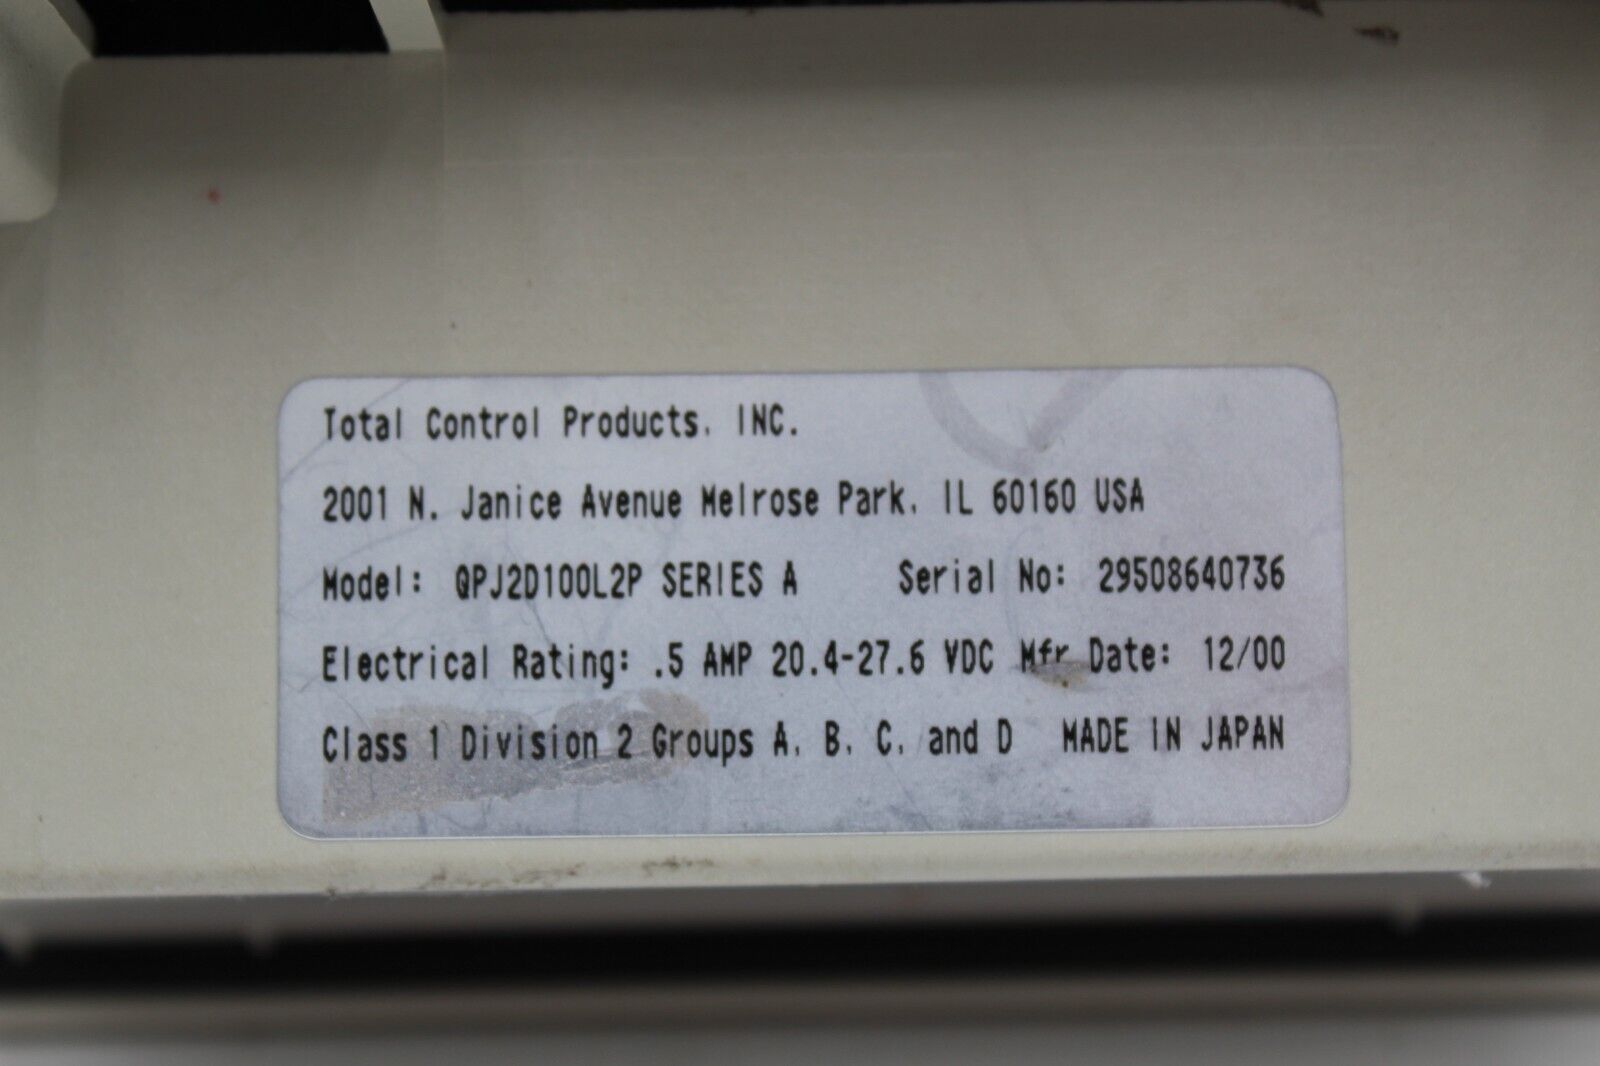 Total Control Products, INC.
2001 N. Janice Avenue Melrose Park, IL 60160 USA
Model: QPJ2D100L2P SERIES A Serial No: 29508640736
Electrical Rating: .5 AMP 20.4-27.6 VDC Mfr Date: 12/00
Class 1 Division 2 Groups A, B, C, and D MADE IN JAPAN